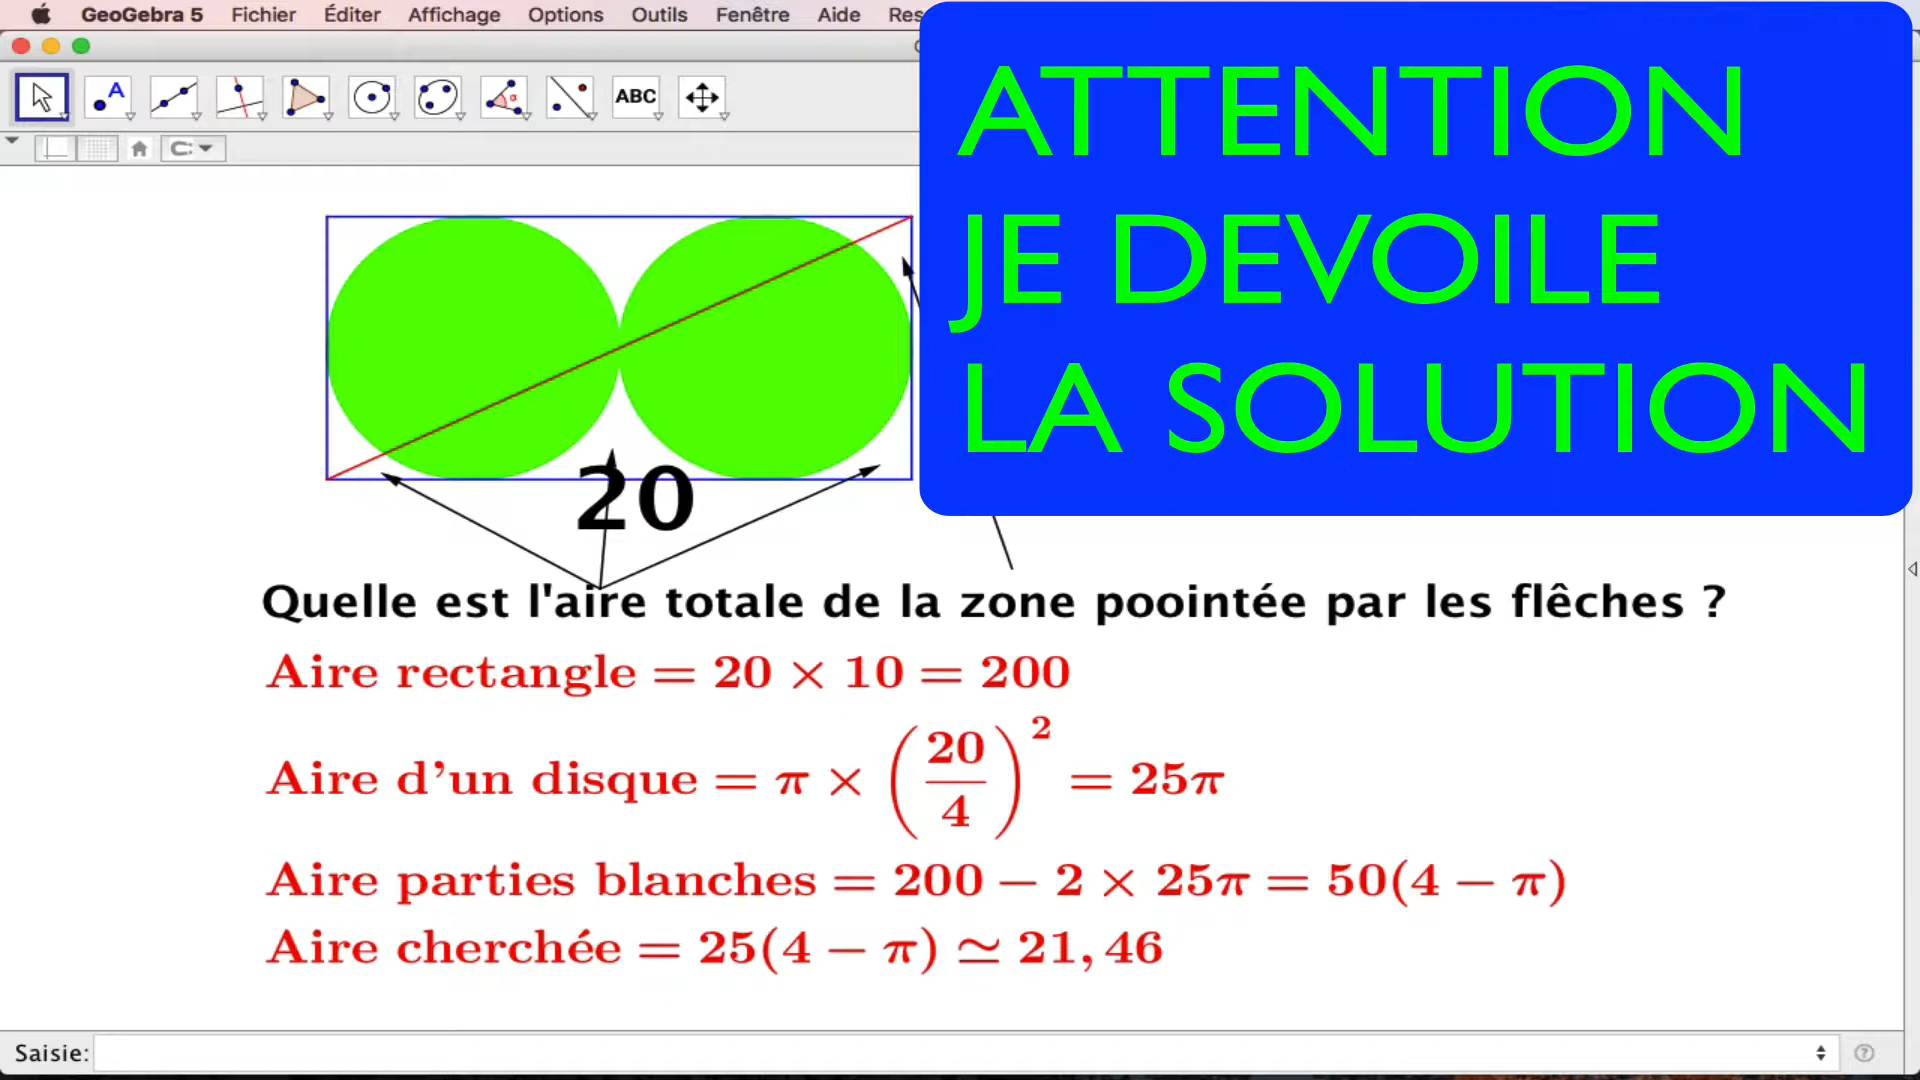 GeoGebra 5 Fichier Éditer Affichage Options Outils Fenêtre Aide
ABC
ATTENTION
JE DEVOILE
LA SOLUTION
20
Quelle est l'aire totale de la zone poointée par les flêches ?
Aire rectangle = 20 × 10 = 200
Aire d'un disque = π × (20/4)² = 25π
Aire parties blanches = 200 − 2 × 25π = 50(4 − π)
Aire cherchée = 25(4 − π) ≃ 21,46
Saisie: